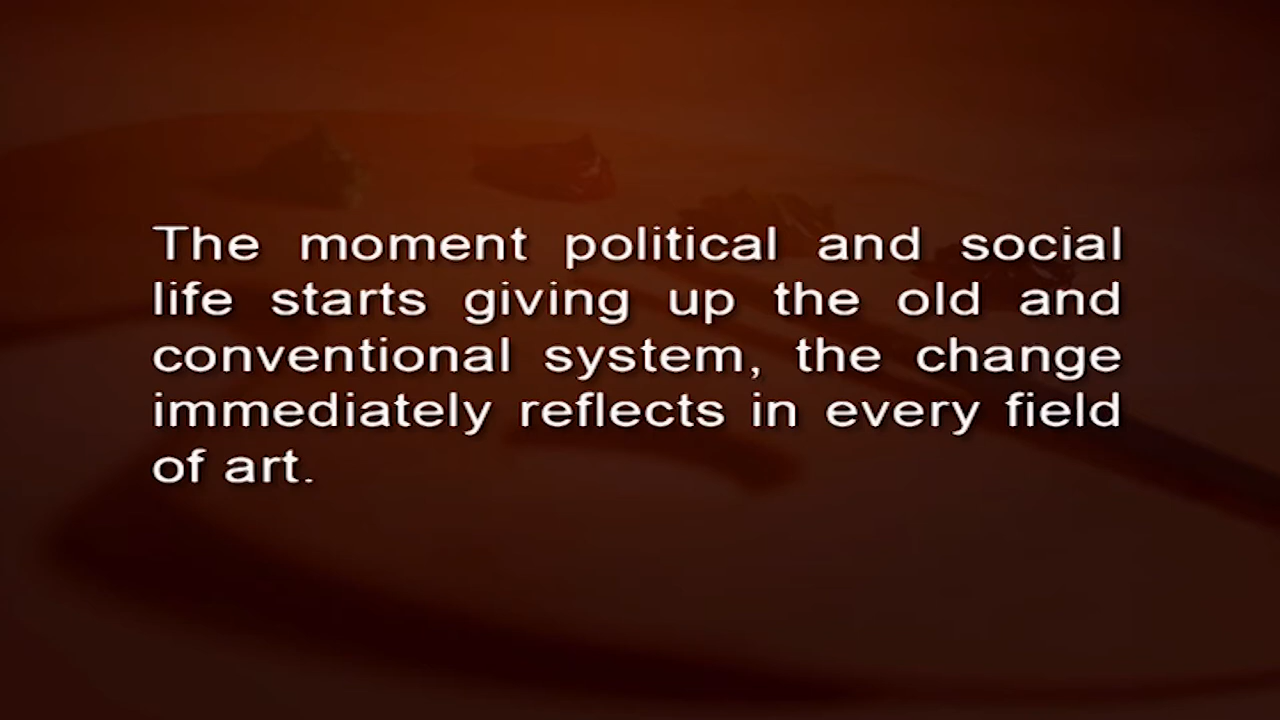 The moment political and social
life starts giving up the old and
conventional system, the change
immediately reflects in every field
of art.